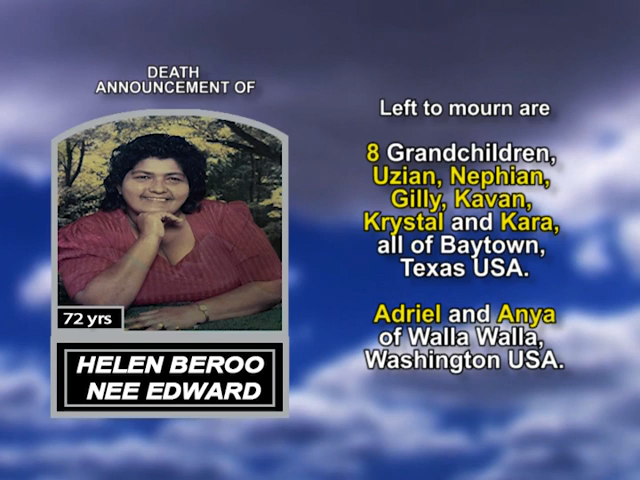 DEATH
ANNOUNCEMENT OF
72 yrs
HELEN BEROO
NEE EDWARD
Left to mourn are
8 Grandchildren,
Uzian, Nephian,
Gilly, Kavan,
Krystal and Kara,
all of Baytown,
Texas USA.
Adriel and Anya
of Walla Walla,
Washington USA.